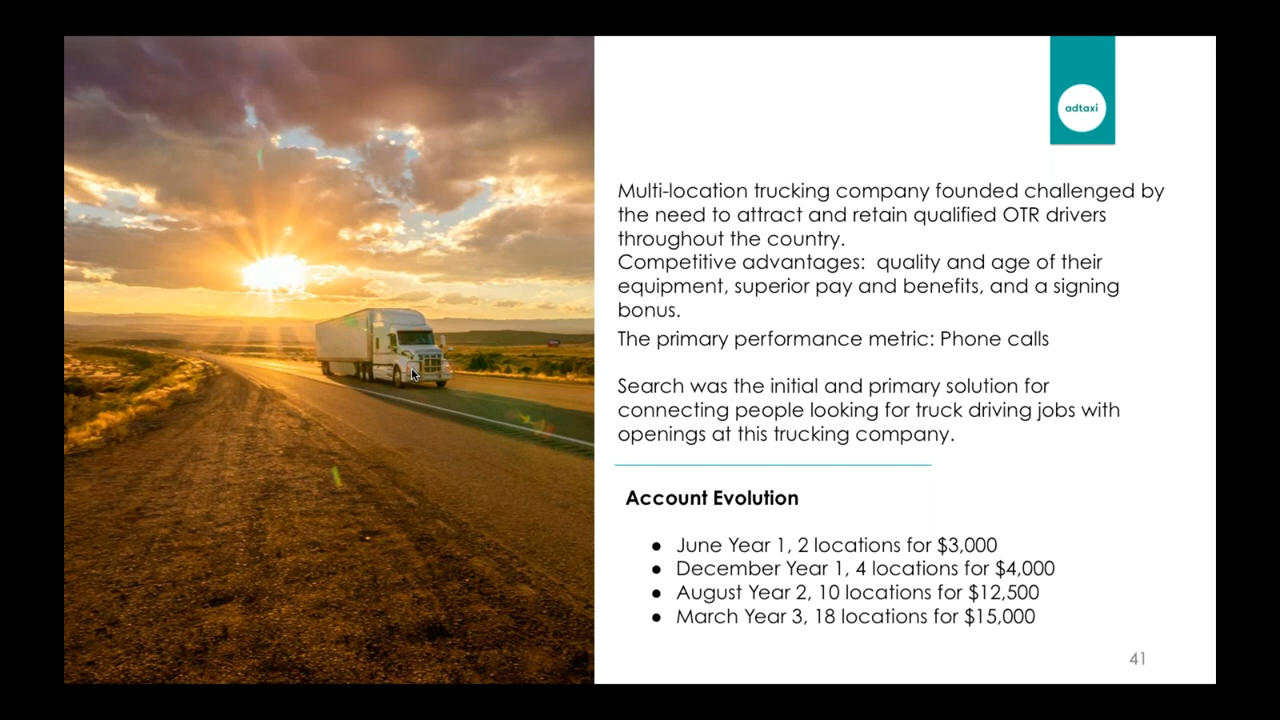 adtaxi
Multi-location trucking company founded challenged by
the need to attract and retain qualified OTR drivers
throughout the country.
Competitive advantages:  quality and age of their
equipment, superior pay and benefits, and a signing
bonus.
The primary performance metric: Phone calls
Search was the initial and primary solution for
connecting people looking for truck driving jobs with
openings at this trucking company.
Account Evolution
● June Year 1, 2 locations for $3,000
● December Year 1, 4 locations for $4,000
● August Year 2, 10 locations for $12,500
● March Year 3, 18 locations for $15,000
41